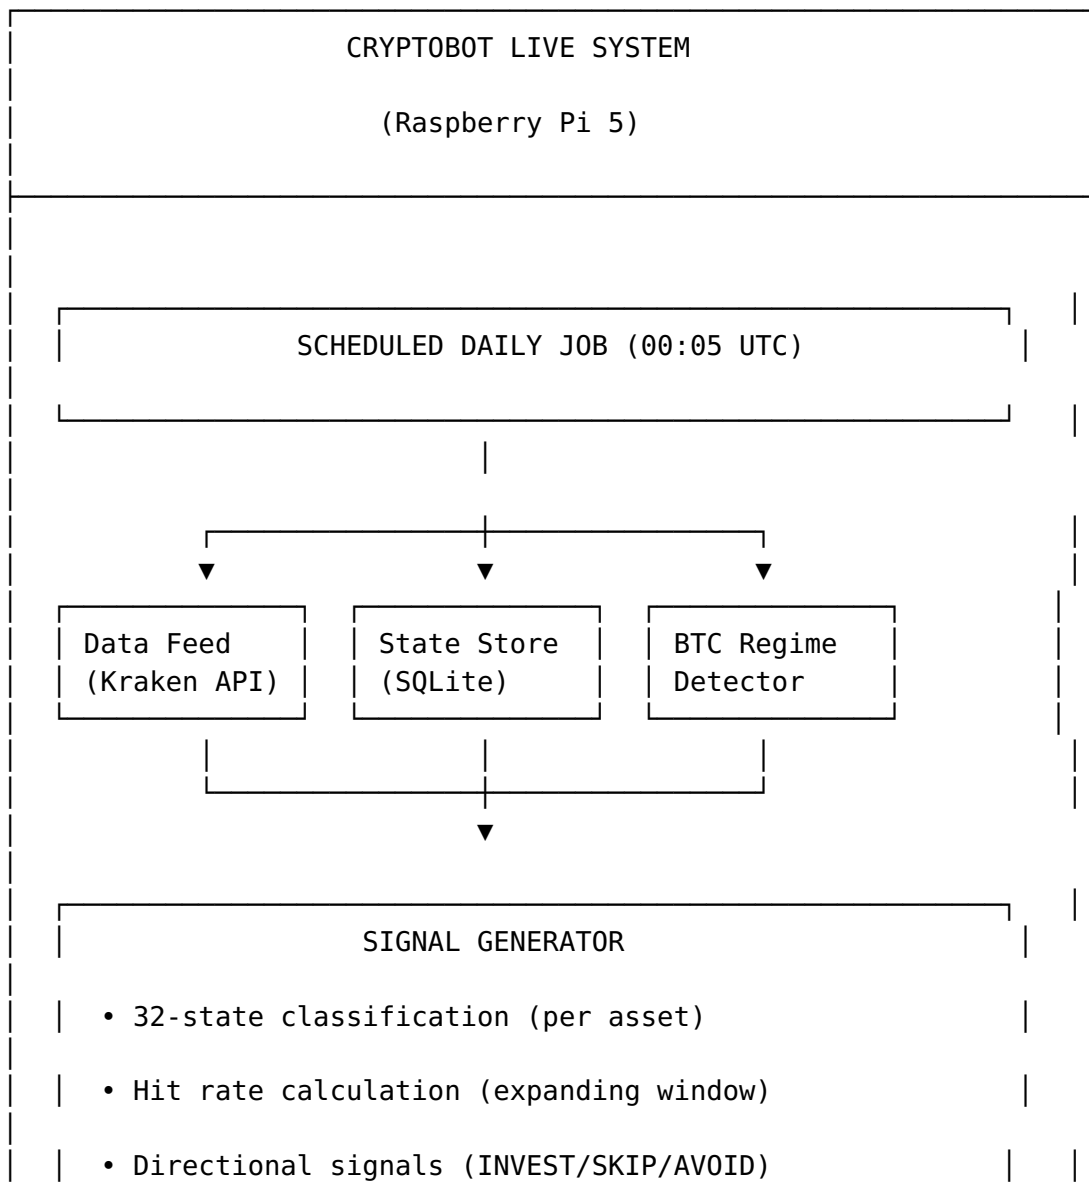 CRYPTOBOT LIVE SYSTEM
(Raspberry Pi 5)
SCHEDULED DAILY JOB (00:05 UTC)
Data Feed
(Kraken API)
State Store
(SQLite)
BTC Regime
Detector
SIGNAL GENERATOR
• 32-state classification (per asset)
• Hit rate calculation (expanding window)
• Directional signals (INVEST/SKIP/AVOID)